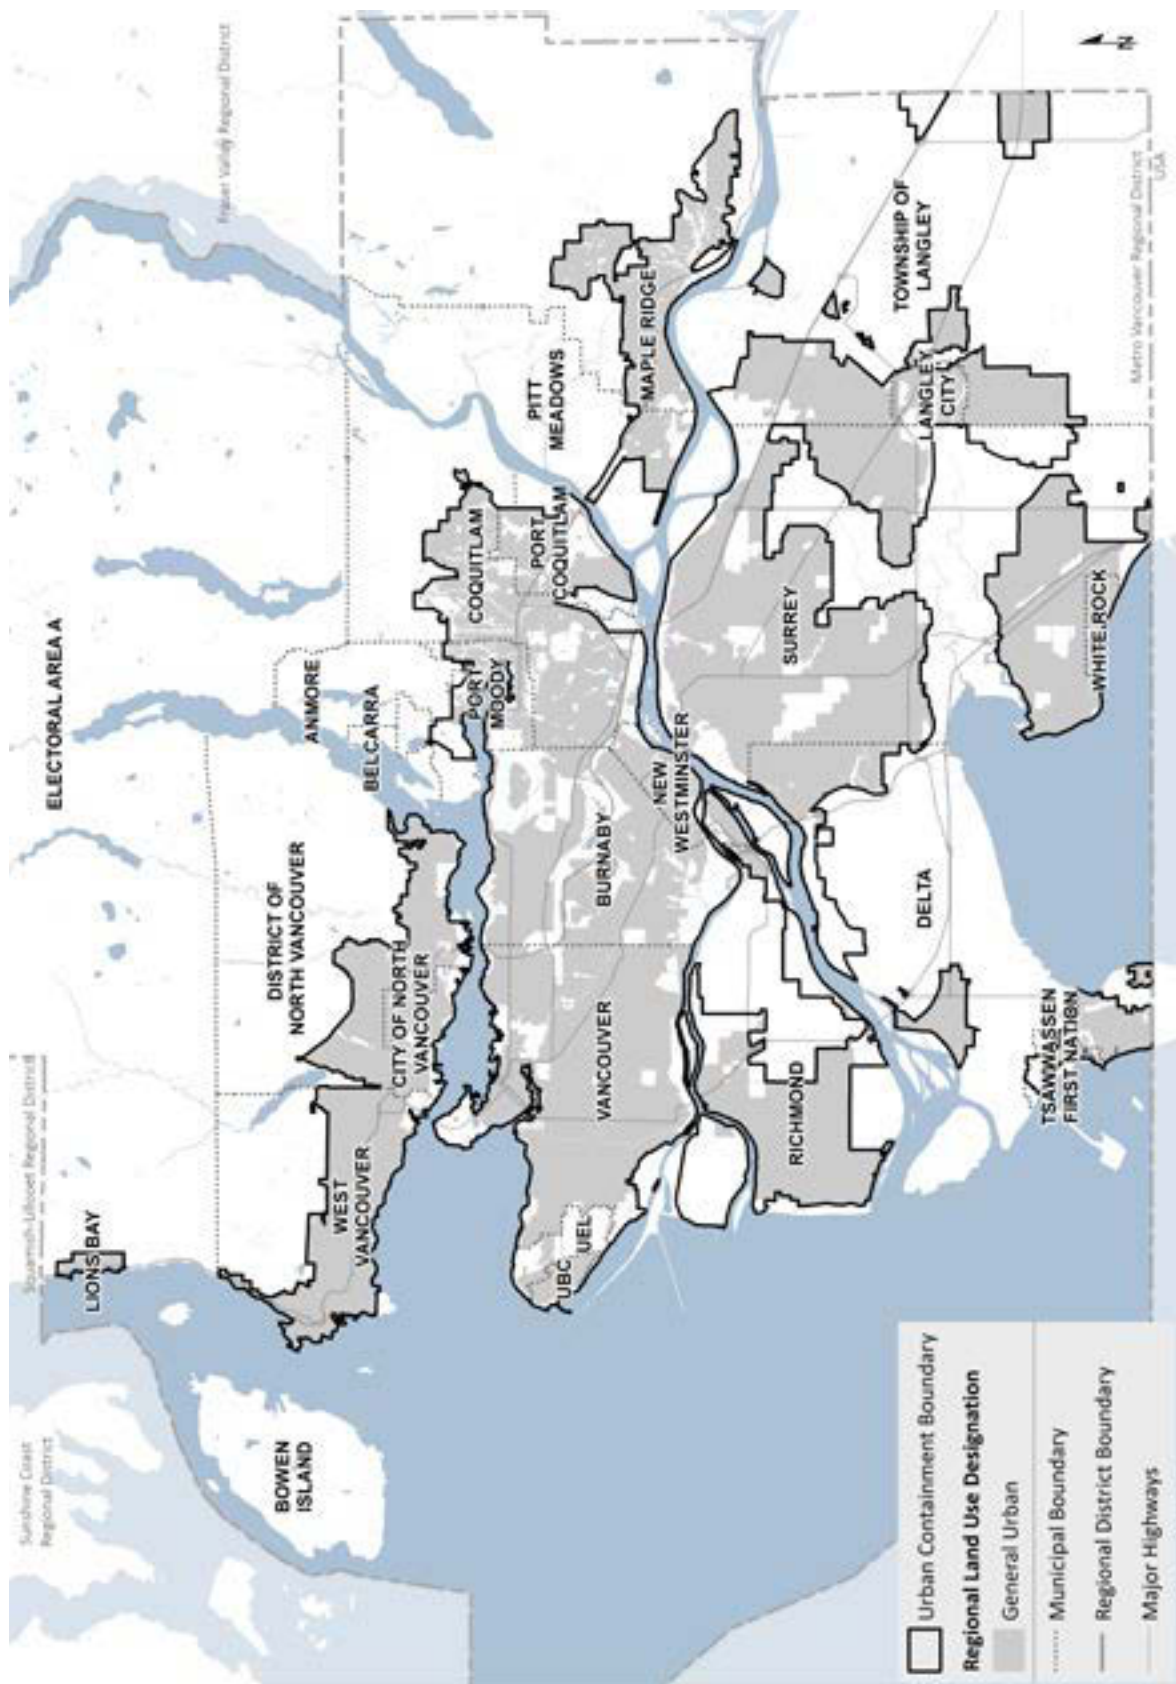 Sunshine Coast
Regional District
Squamish-Lillooet Regional District
Fraser Valley Regional District
ELECTORAL AREA A
LIONS BAY
BOWEN
ISLAND
WEST
VANCOUVER
DISTRICT OF
NORTH VANCOUVER
CITY OF NORTH
VANCOUVER
ANMORE
BELCARRA
PORT
MOODY
COQUITLAM
PORT
COQUITLAM
PITT
MEADOWS
MAPLE RIDGE
UBC
UEL
VANCOUVER
BURNABY
NEW
WESTMINSTER
RICHMOND
SURREY
LANGLEY
CITY
TOWNSHIP OF
LANGLEY
DELTA
TSAWWASSEN
FIRST NATION
WHITE ROCK
Metro Vancouver Regional District
USA
N
Urban Containment Boundary
Regional Land Use Designation
General Urban
Municipal Boundary
Regional District Boundary
Major Highways